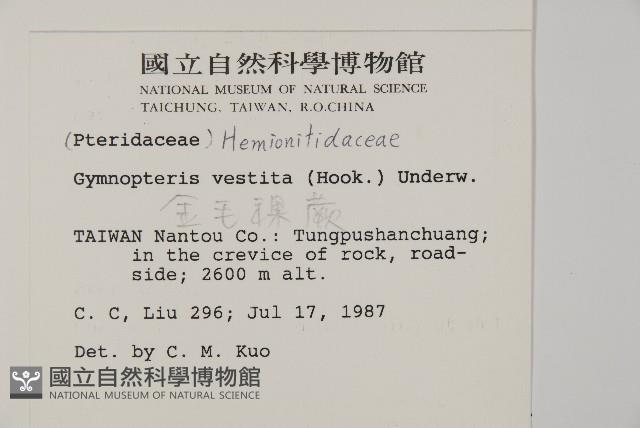 國立自然科學博物館
NATIONAL MUSEUM OF NATURAL SCIENCE
TAICHUNG, TAIWAN, R.O.CHINA
(Pteridaceae) Hemionitidaceae
Gymnopteris vestita (Hook.) Underw.
金毛裸蕨
TAIWAN Nantou Co.: Tungpushanchuang;
in the crevice of rock, road-
side; 2600 m alt.
C. C, Liu 296; Jul 17, 1987
Det. by C. M. Kuo
國立自然科學博物館
NATIONAL MUSEUM OF NATURAL SCIENCE